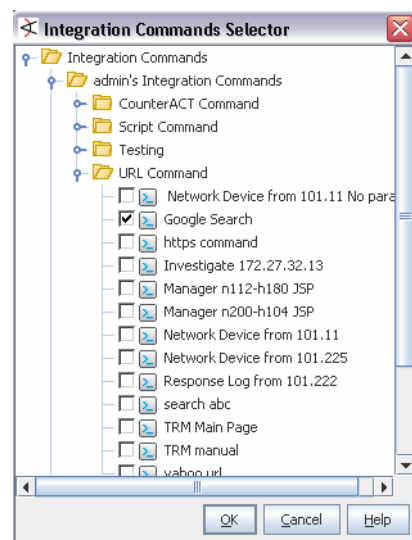 Integration Commands Selector
Integration Commands
admin's Integration Commands
CounterACT Command
Script Command
Testing
URL Command
Network Device from 101.11 No para
Google Search
https command
Investigate 172.27.32.13
Manager n112-h180 JSP
Manager n200-h104 JSP
Network Device from 101.11
Network Device from 101.225
Response Log from 101.222
search abc
TRM Main Page
TRM manual
yahoo url
OK Cancel Help